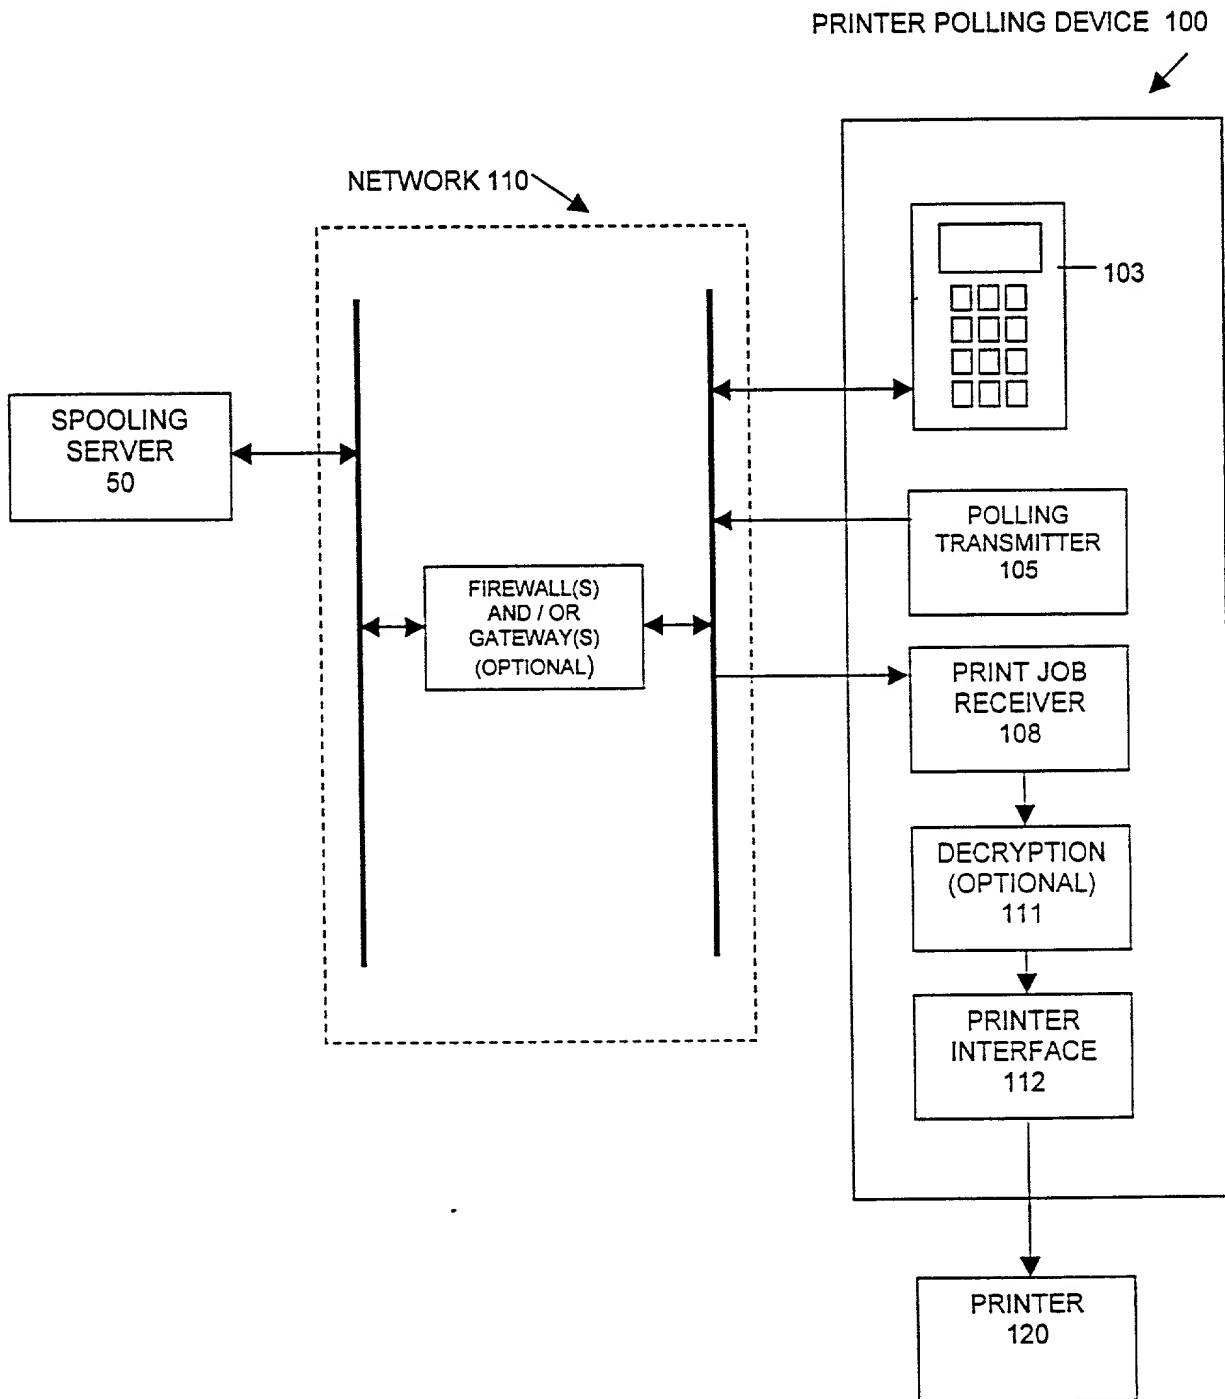 PRINTER POLLING DEVICE 100
NETWORK 110
103
SPOOLING
SERVER
50
POLLING
TRANSMITTER
105
FIREWALL(S)
AND / OR
GATEWAY(S)
(OPTIONAL)
PRINT JOB
RECEIVER
108
DECRYPTION
(OPTIONAL)
111
PRINTER
INTERFACE
112
PRINTER
120